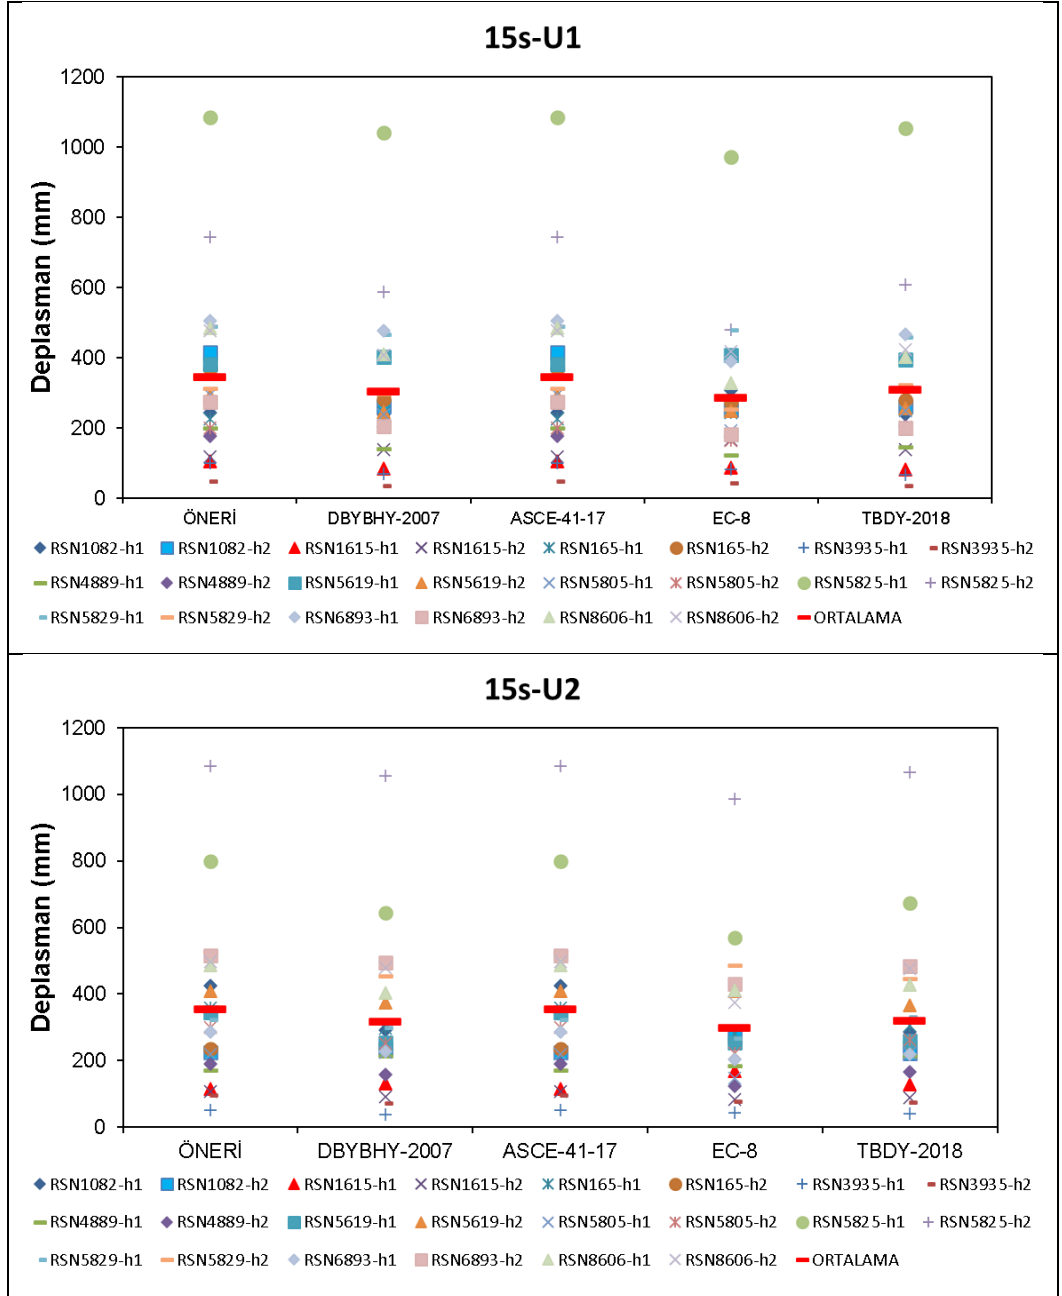 15s-U1
1200
1000
800
600
400
200
0
Deplasman (mm)
ÖNERİ DBYBHY-2007 ASCE-41-17 EC-8 TBDY-2018
RSN1082-h1 RSN1082-h2 RSN1615-h1 RSN1615-h2 RSN165-h1 RSN165-h2 RSN3935-h1 RSN3935-h2
RSN4889-h1 RSN4889-h2 RSN5619-h1 RSN5619-h2 RSN5805-h1 RSN5805-h2 RSN5825-h1 RSN5825-h2
RSN5829-h1 RSN5829-h2 RSN6893-h1 RSN6893-h2 RSN8606-h1 RSN8606-h2 ORTALAMA
15s-U2
1200
1000
800
600
400
200
0
Deplasman (mm)
ÖNERİ DBYBHY-2007 ASCE-41-17 EC-8 TBDY-2018
RSN1082-h1 RSN1082-h2 RSN1615-h1 RSN1615-h2 RSN165-h1 RSN165-h2 RSN3935-h1 RSN3935-h2
RSN4889-h1 RSN4889-h2 RSN5619-h1 RSN5619-h2 RSN5805-h1 RSN5805-h2 RSN5825-h1 RSN5825-h2
RSN5829-h1 RSN5829-h2 RSN6893-h1 RSN6893-h2 RSN8606-h1 RSN8606-h2 ORTALAMA